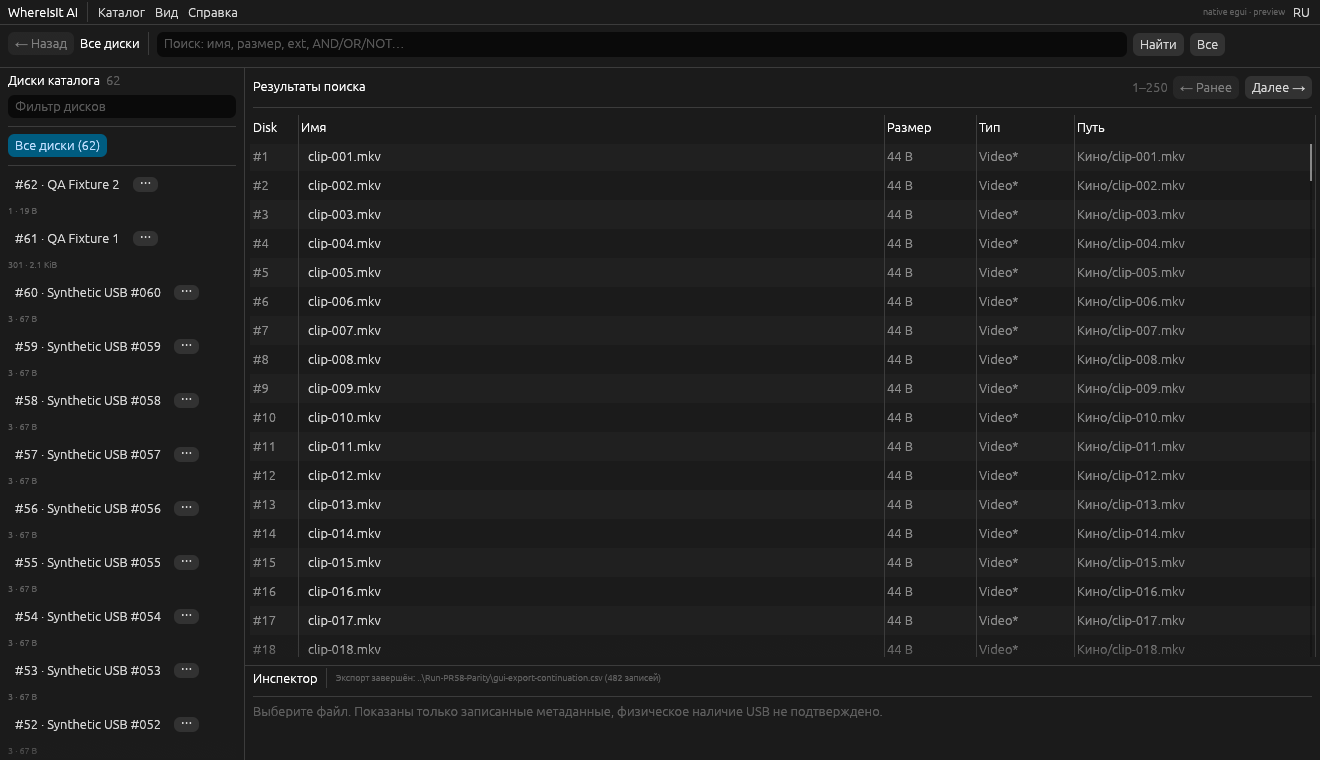 WhereIsIt AI Каталог Вид Справка native egui · preview RU
← Назад Все диски Поиск: имя, размер, ext, AND/OR/NOT... Найти Все
Диски каталога 62
Фильтр дисков
Все диски (62)
#62 · QA Fixture 2 ···
1 · 19 B
#61 · QA Fixture 1 ···
301 · 2.1 KiB
#60 · Synthetic USB #060 ···
3 · 67 B
#59 · Synthetic USB #059 ···
3 · 67 B
#58 · Synthetic USB #058 ···
3 · 67 B
#57 · Synthetic USB #057 ···
3 · 67 B
#56 · Synthetic USB #056 ···
3 · 67 B
#55 · Synthetic USB #055 ···
3 · 67 B
#54 · Synthetic USB #054 ···
3 · 67 B
#53 · Synthetic USB #053 ···
3 · 67 B
#52 · Synthetic USB #052 ···
3 · 67 B
Результаты поиска 1–250 ← Ранее Далее →
Disk Имя Размер Тип Путь
#1 clip-001.mkv 44 B Video* Кино/clip-001.mkv
#2 clip-002.mkv 44 B Video* Кино/clip-002.mkv
#3 clip-003.mkv 44 B Video* Кино/clip-003.mkv
#4 clip-004.mkv 44 B Video* Кино/clip-004.mkv
#5 clip-005.mkv 44 B Video* Кино/clip-005.mkv
#6 clip-006.mkv 44 B Video* Кино/clip-006.mkv
#7 clip-007.mkv 44 B Video* Кино/clip-007.mkv
#8 clip-008.mkv 44 B Video* Кино/clip-008.mkv
#9 clip-009.mkv 44 B Video* Кино/clip-009.mkv
#10 clip-010.mkv 44 B Video* Кино/clip-010.mkv
#11 clip-011.mkv 44 B Video* Кино/clip-011.mkv
#12 clip-012.mkv 44 B Video* Кино/clip-012.mkv
#13 clip-013.mkv 44 B Video* Кино/clip-013.mkv
#14 clip-014.mkv 44 B Video* Кино/clip-014.mkv
#15 clip-015.mkv 44 B Video* Кино/clip-015.mkv
#16 clip-016.mkv 44 B Video* Кино/clip-016.mkv
#17 clip-017.mkv 44 B Video* Кино/clip-017.mkv
#18 clip-018.mkv 44 B Video* Кино/clip-018.mkv
Инспектор Экспорт завершён: ..\Run-PR58-Parity\gui-export-continuation.csv (482 записей)
Выберите файл. Показаны только записанные метаданные, физическое наличие USB не подтверждено.